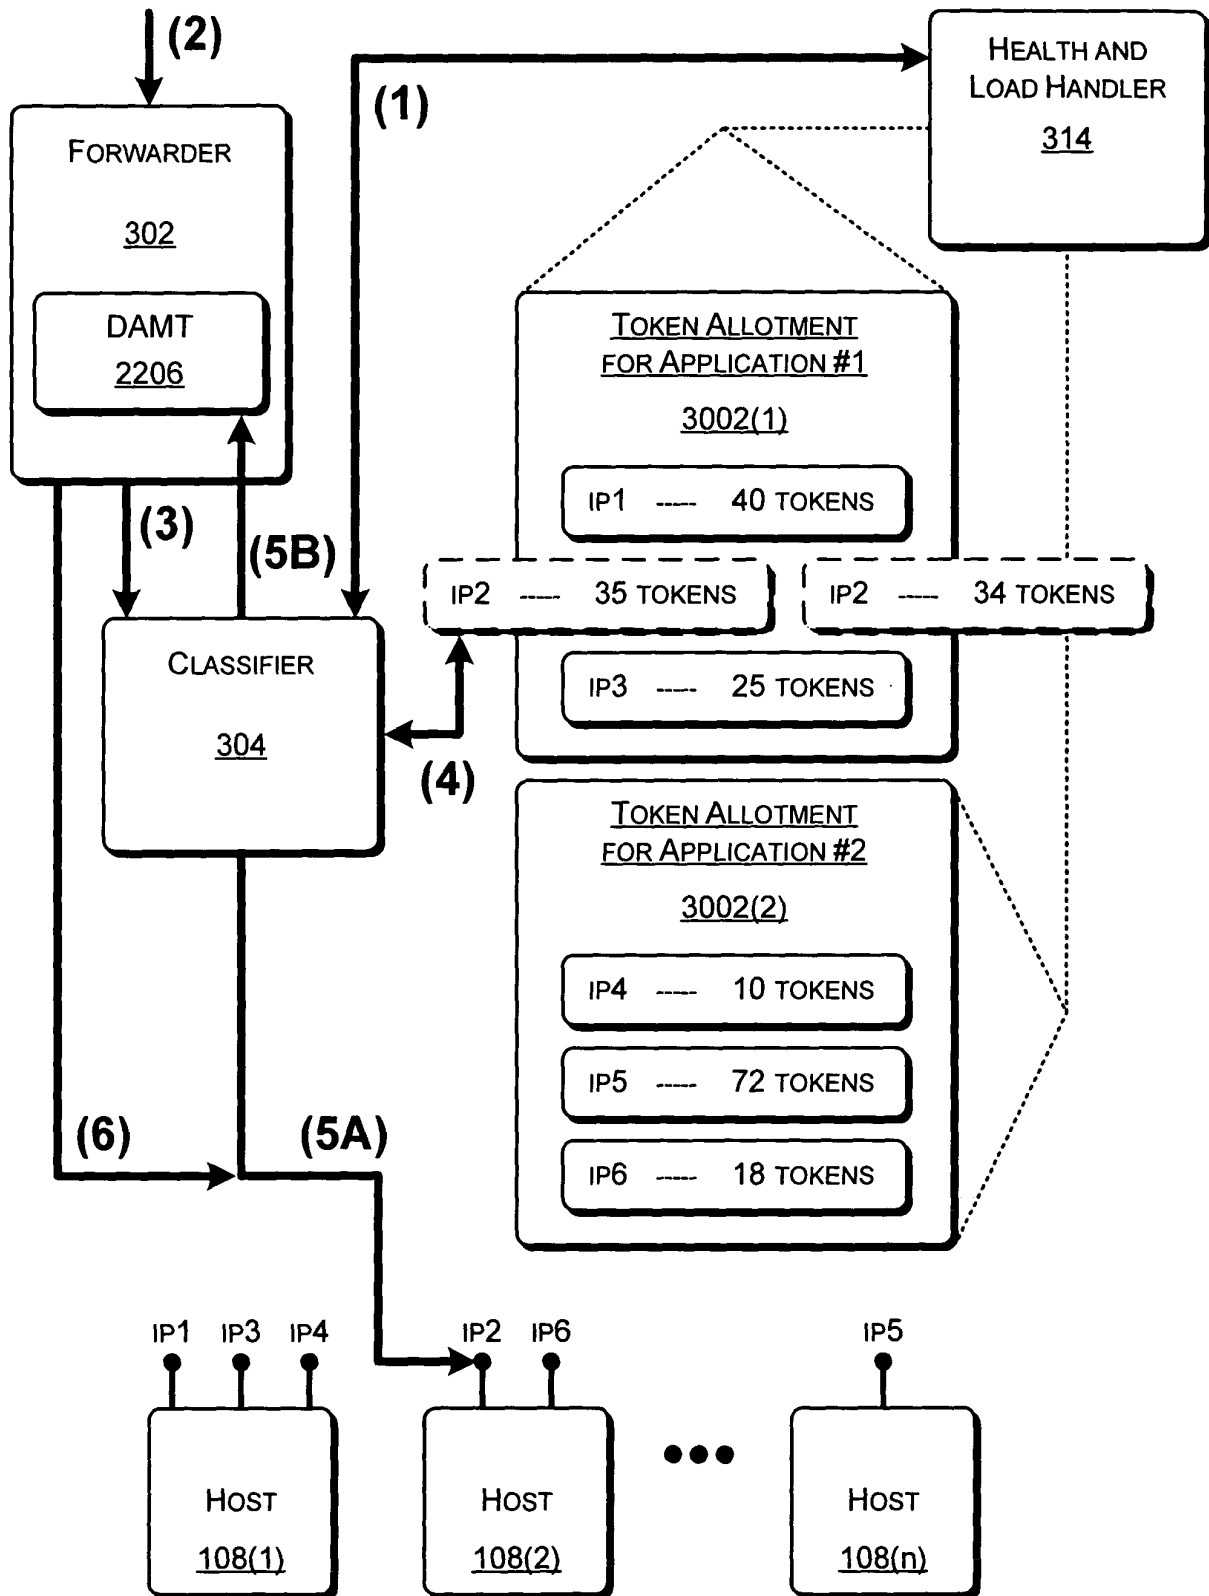 (2)
HEALTH AND
LOAD HANDLER
314
(1)
FORWARDER
302
DAMT
2206
TOKEN ALLOTMENT
FOR APPLICATION #1
3002(1)
IP1 ----- 40 TOKENS
(3)
(5B)
IP2 ----- 35 TOKENS
IP2 ----- 34 TOKENS
CLASSIFIER
304
IP3 ----- 25 TOKENS
(4)
TOKEN ALLOTMENT
FOR APPLICATION #2
3002(2)
IP4 ----- 10 TOKENS
IP5 ----- 72 TOKENS
IP6 ----- 18 TOKENS
(6)
(5A)
IP1 IP3 IP4
IP2 IP6
IP5
HOST
108(1)
HOST
108(2)
HOST
108(n)